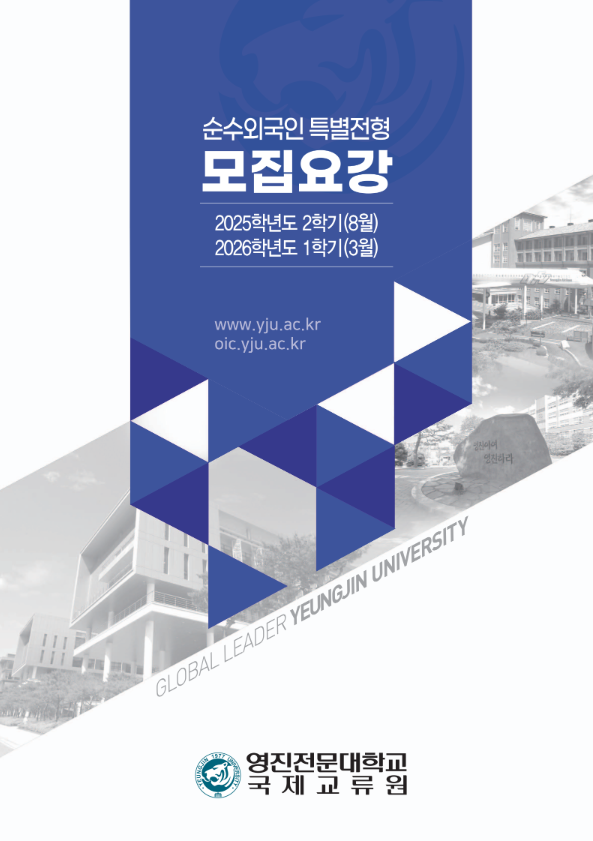 순수외국인 특별전형
모집요강
2025학년도 2학기(8월)
2026학년도 1학기(3월)
www.yju.ac.kr
oic.yju.ac.kr
GLOBAL LEADER YEUNGJIN UNIVERSITY
영진전문대학교
국제교류원